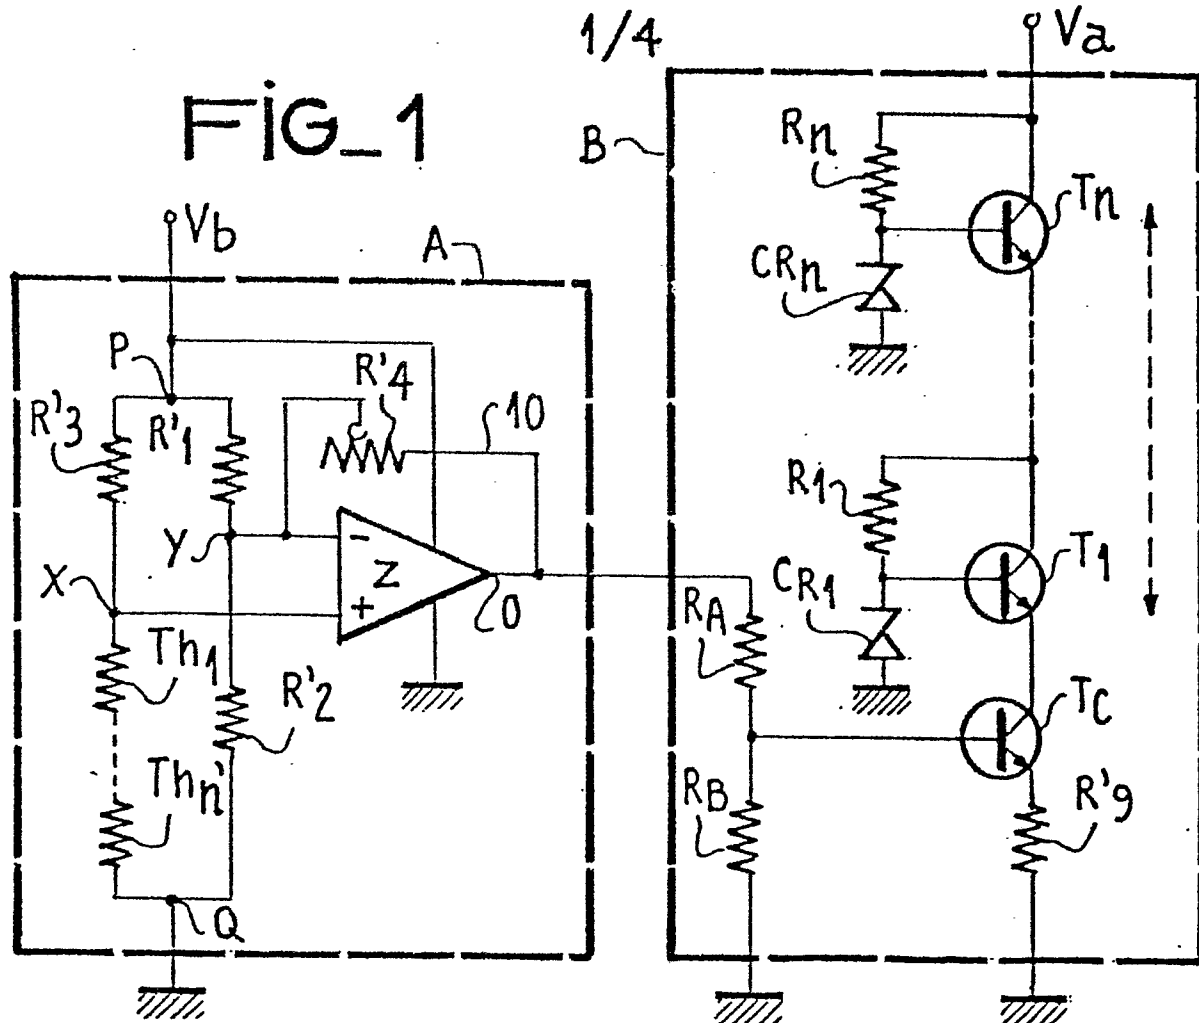 1/4
FIG_1
Va
B
Rn
Tn
CRn
Vb
A
P
R'3
R'1
R'4
10
Y
X
-
Z
+
O
Th1
R'2
Thn'
Q
R1
T1
CR1
RA
TC
RB
R'9